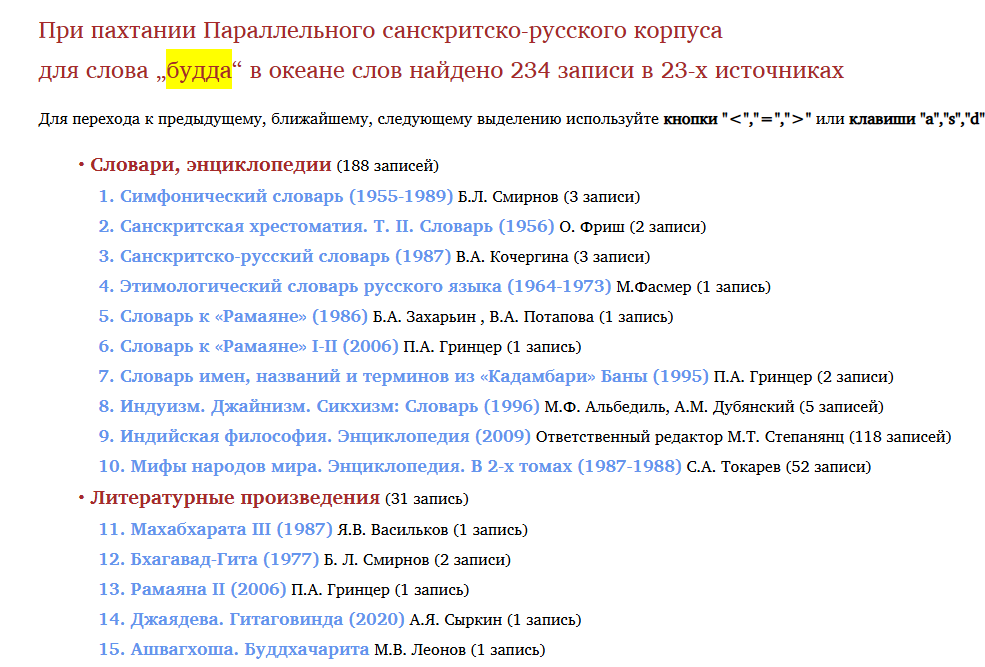 При пахтании Параллельного санскритско-русского корпуса
для слова „будда“ в океане слов найдено 234 записи в 23-х источниках
Для перехода к предыдущему, ближайшему, следующему выделению используйте кнопки "<","=",">" или клавиши "a","s","d"
• Словари, энциклопедии (188 записей)
1. Симфонический словарь (1955-1989) Б.Л. Смирнов (3 записи)
2. Санскритская хрестоматия. Т. II. Словарь (1956) О. Фриш (2 записи)
3. Санскритско-русский словарь (1987) В.А. Кочергина (3 записи)
4. Этимологический словарь русского языка (1964-1973) М.Фасмер (1 запись)
5. Словарь к «Рамаяне» (1986) Б.А. Захарьин , В.А. Потапова (1 запись)
6. Словарь к «Рамаяне» I-II (2006) П.А. Гринцер (1 запись)
7. Словарь имен, названий и терминов из «Кадамбари» Баны (1995) П.А. Гринцер (2 записи)
8. Индуизм. Джайнизм. Сикхизм: Словарь (1996) М.Ф. Альбедиль, А.М. Дубянский (5 записей)
9. Индийская философия. Энциклопедия (2009) Ответственный редактор М.Т. Степанянц (118 записей)
10. Мифы народов мира. Энциклопедия. В 2-х томах (1987-1988) С.А. Токарев (52 записи)
• Литературные произведения (31 запись)
11. Махабхарата III (1987) Я.В. Васильков (1 запись)
12. Бхагавад-Гита (1977) Б. Л. Смирнов (2 записи)
13. Рамаяна II (2006) П.А. Гринцер (1 запись)
14. Джаядева. Гитаговинда (2020) А.Я. Сыркин (1 запись)
15. Ашвагхоша. Буддхачарита М.В. Леонов (1 запись)